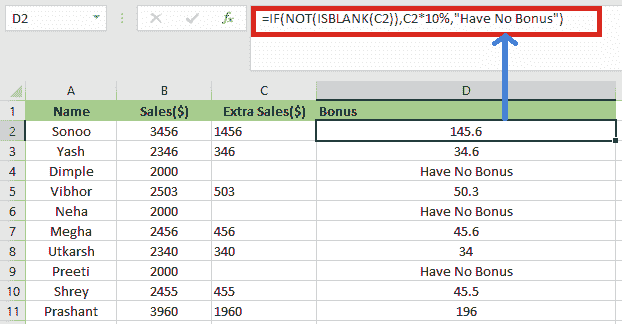 D2 fx =IF(NOT(ISBLANK(C2)),C2*10%,"Have No Bonus")
A B C D
1 Name Sales($) Extra Sales($) Bonus
2 Sonoo 3456 1456 145.6
3 Yash 2346 346 34.6
4 Dimple 2000 Have No Bonus
5 Vibhor 2503 503 50.3
6 Neha 2000 Have No Bonus
7 Megha 2456 456 45.6
8 Utkarsh 2340 340 34
9 Preeti 2000 Have No Bonus
10 Shrey 2455 455 45.5
11 Prashant 3960 1960 196